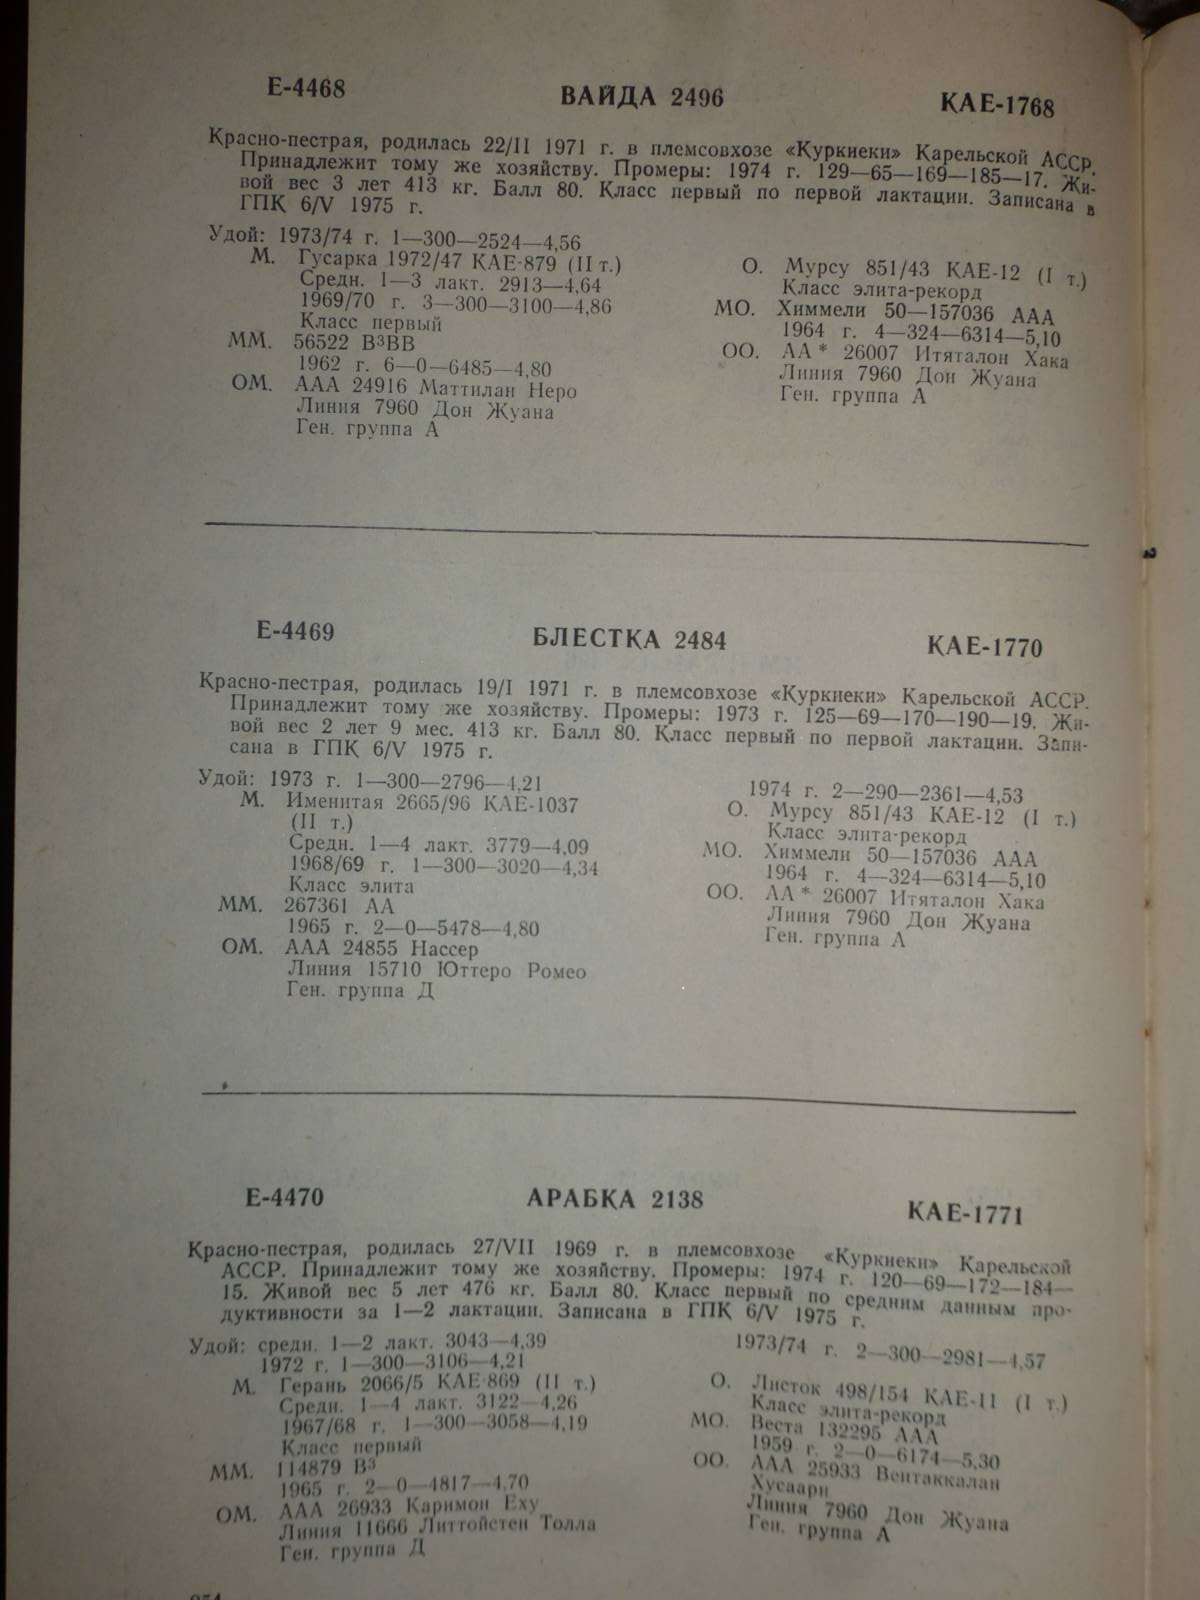 Е-4468 ВАЙДА 2496 КАЕ-1768
Красно-пестрая, родилась 22/II 1971 г. в племсовхозе «Куркиеки» Карельской АССР.
Принадлежит тому же хозяйству. Промеры: 1974 г. 129—65—169—185—17. Жи-
вой вес 3 лет 413 кг. Балл 80. Класс первый по первой лактации. Записана в
ГПК 6/V 1975 г.
Удой: 1973/74 г. 1—300—2524—4,56
М. Гусарка 1972/47 КАЕ-879 (II т.)
Средн. 1—3 лакт. 2913—4,64
1969/70 г. 3—300—3100—4,86
Класс первый
ММ. 56522 В³ВВ
1962 г. 6—0—6485—4,80
ОМ. ААА 24916 Маттилан Неро
Линия 7960 Дон Жуана
Ген. группа А
О. Мурсу 851/43 КАЕ-12 (I т.)
Класс элита-рекорд
МО. Химмели 50—157036 ААА
1964 г. 4—324—6314—5,10
ОО. АА* 26007 Итяталон Хака
Линия 7960 Дон Жуана
Ген. группа А
Е-4469 БЛЕСТКА 2484 КАЕ-1770
Красно-пестрая, родилась 19/I 1971 г. в племсовхозе «Куркиеки» Карельской АССР.
Принадлежит тому же хозяйству. Промеры: 1973 г. 125—69—170—190—19. Жи-
вой вес 2 лет 9 мес. 413 кг. Балл 80. Класс первый по первой лактации. Запи-
сана в ГПК 6/V 1975 г.
Удой: 1973 г. 1—300—2796—4,21
М. Именитая 2665/96 КАЕ-1037
(II т.)
Средн. 1—4 лакт. 3779—4,09
1968/69 г. 1—300—3020—4,34
Класс элита
ММ. 267361 АА
1965 г. 2—0—5478—4,80
ОМ. ААА 24855 Нассер
Линия 15710 Юттеро Ромео
Ген. группа Д
1974 г. 2—290—2361—4,53
О. Мурсу 851/43 КАЕ-12 (I т.)
Класс элита-рекорд
МО. Химмели 50—157036 ААА
1964 г. 4—324—6314—5,10
ОО. АА* 26007 Итяталон Хака
Линия 7960 Дон Жуана
Ген. группа А
Е-4470 АРАБКА 2138 КАЕ-1771
Красно-пестрая, родилась 27/VII 1969 г. в племсовхозе «Куркиеки» Карельской
АССР. Принадлежит тому же хозяйству. Промеры: 1974 г. 120—69—172—184—
15. Живой вес 5 лет 476 кг. Балл 80. Класс первый по средним данным про-
дуктивности за 1—2 лактации. Записана в ГПК 6/V 1975 г.
Удой: средн. 1—2 лакт. 3043—4,39
1972 г. 1—300—3106—4,21
М. Герань 2066/5 КАЕ-869 (II т.)
Средн. 1—4 лакт. 3122—4,26
1967/68 г. 1—300—3058—4,19
Класс первый
ММ. 114879 В³
1965 г. 2—0—4817—4,70
ОМ. ААА 26933 Каримон Еху
Линия 11666 Литтойстен Толла
Ген. группа Д
1973/74 г. 2—300—2981—4,57
О. Листок 498/154 КАЕ-11 (I т.)
Класс элита-рекорд
МО. Веста 132295 ААА
1959 г. 2—0—6174—5,30
ОО. ААА 25933 Вентаккалан
Хусаари
Линия 7960 Дон Жуана
Ген. группа А